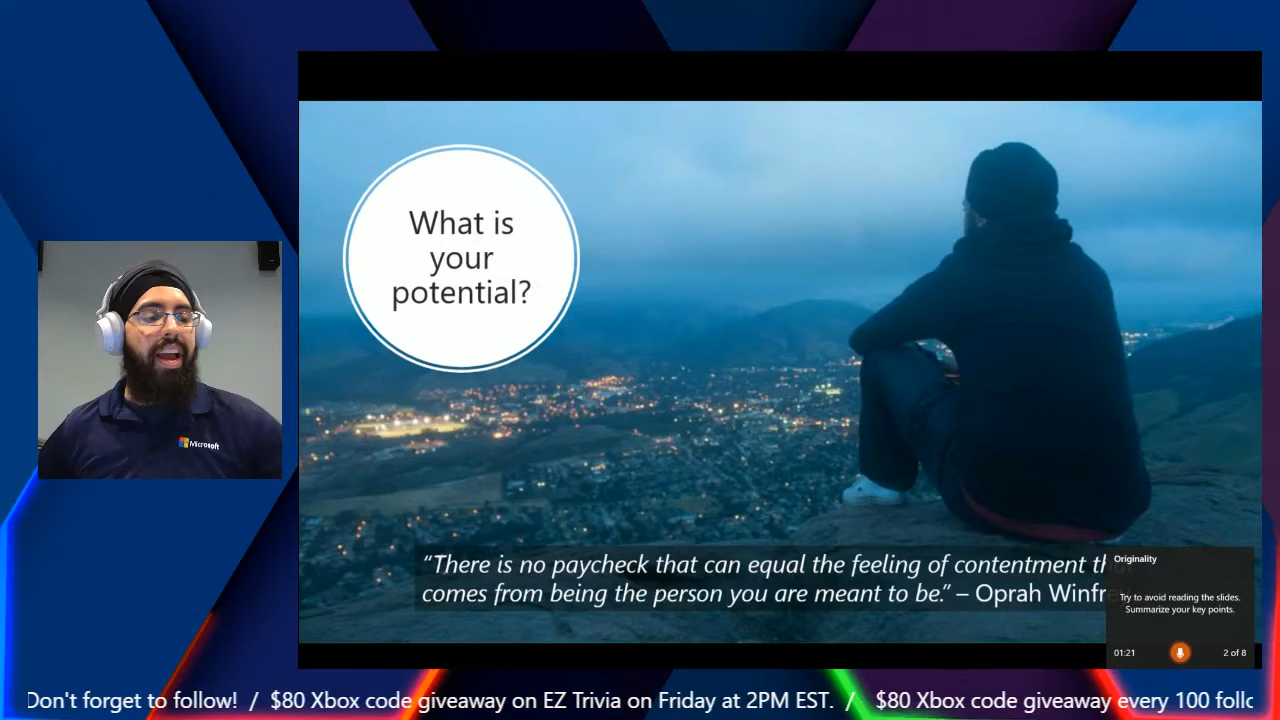 What is
your
potential?
Microsoft
“There is no paycheck that can equal the feeling of contentment
comes from being the person you are meant to be.” – Oprah
Originality
Try to avoid reading the slides.
Summarize your key points.
01:21
2 of 8
Don't forget to follow! / $80 Xbox code giveaway on EZ Trivia on Friday at 2PM EST. / $80 Xbox code giveaway every 100